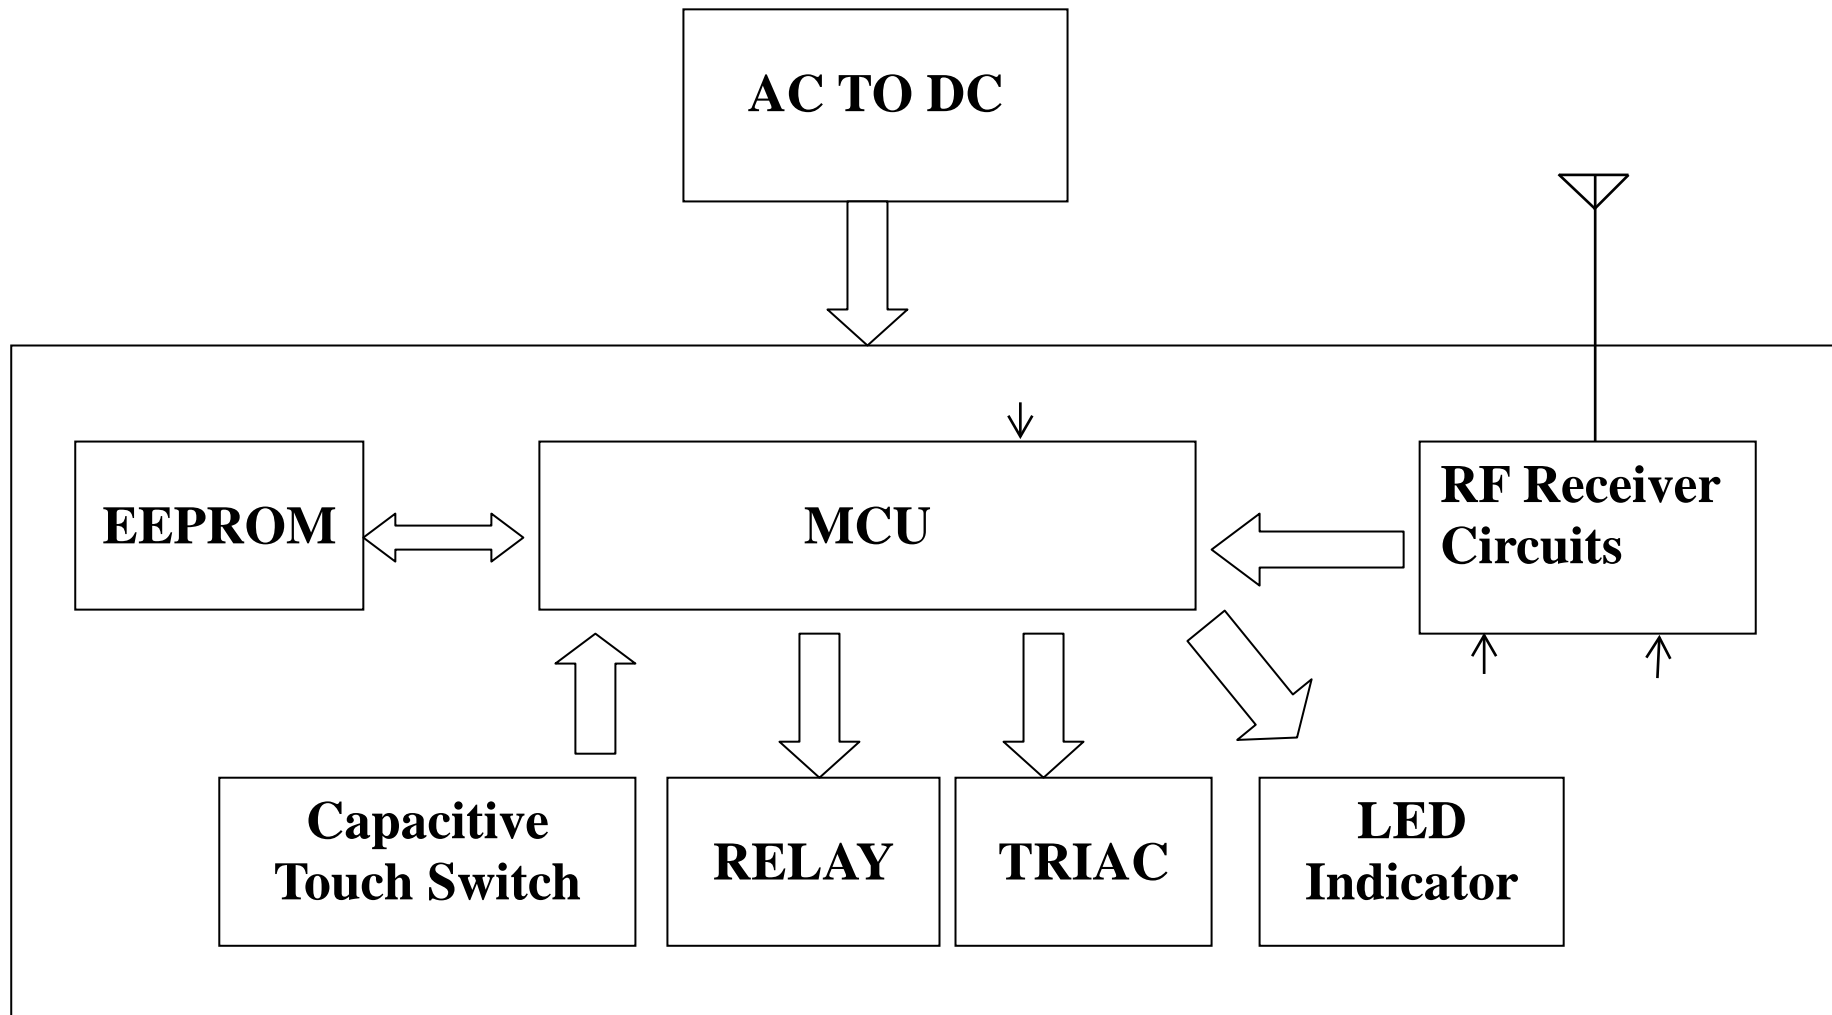 AC TO DC
EEPROM
MCU
RF Receiver
Circuits
Capacitive
Touch Switch
RELAY
TRIAC
LED
Indicator